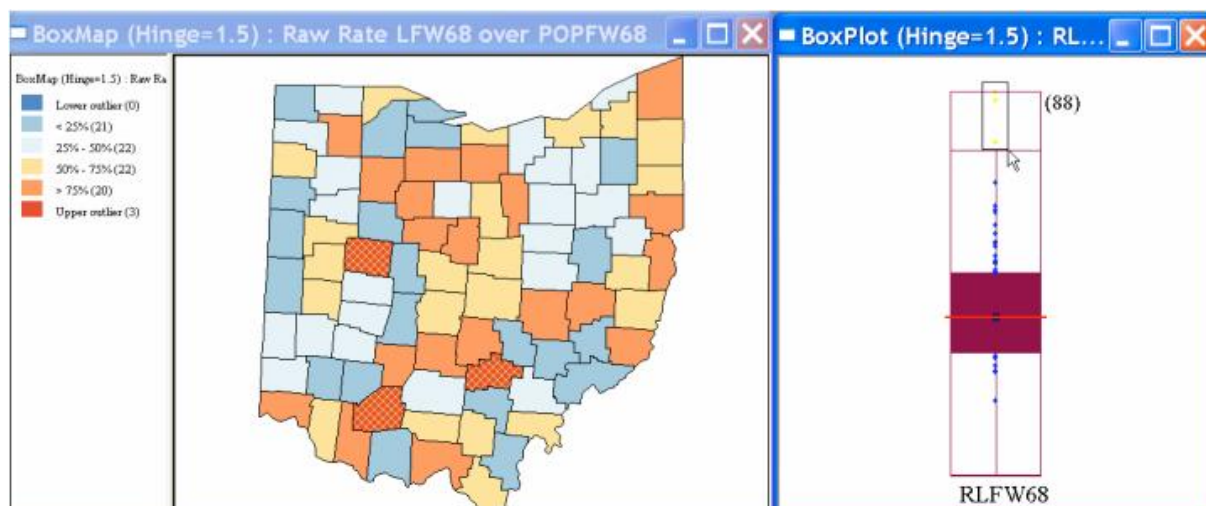 BoxMap (Hinge=1.5) : Raw Rate LFW68 over POPFW68
BoxMap (Hinge=1.5) : Raw Ra
Lower outlier (0)
< 25% (21)
25% - 50% (22)
50% - 75% (22)
> 75% (20)
Upper outlier (3)
BoxPlot (Hinge=1.5) : RL...
(88)
RLFW68